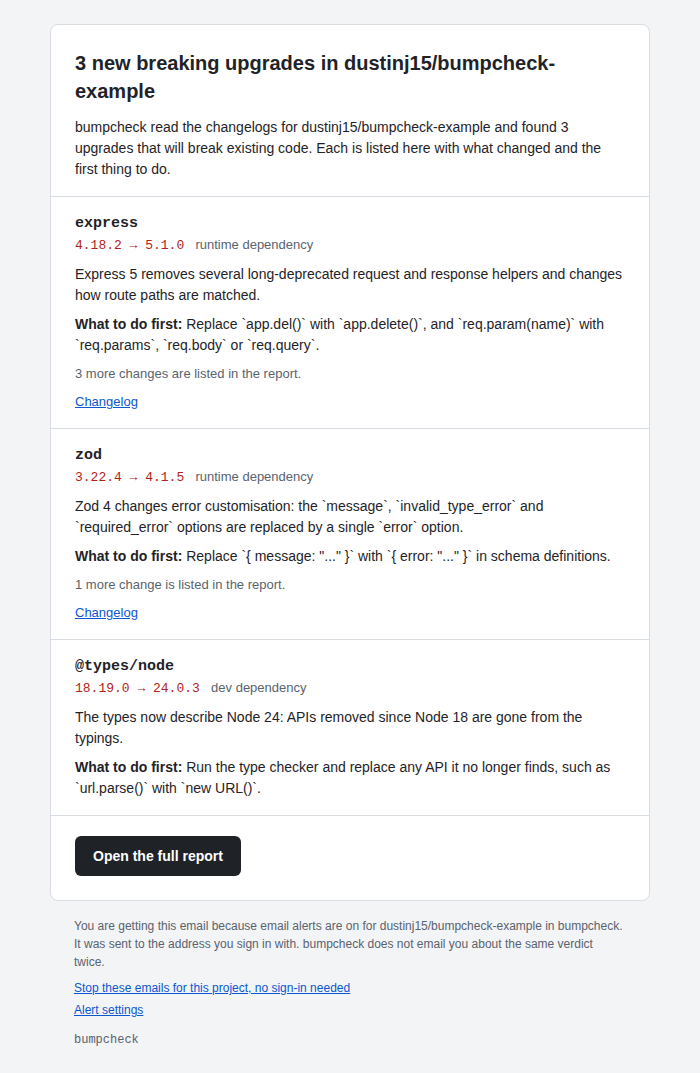 3 new breaking upgrades in dustinj15/bumpcheck-
example
bumpcheck read the changelogs for dustinj15/bumpcheck-example and found 3
upgrades that will break existing code. Each is listed here with what changed and the
first thing to do.
express
4.18.2 → 5.1.0 runtime dependency
Express 5 removes several long-deprecated request and response helpers and changes
how route paths are matched.
What to do first: Replace `app.del()` with `app.delete()`, and `req.param(name)` with
`req.params`, `req.body` or `req.query`.
3 more changes are listed in the report.
Changelog
zod
3.22.4 → 4.1.5 runtime dependency
Zod 4 changes error customisation: the `message`, `invalid_type_error` and
`required_error` options are replaced by a single `error` option.
What to do first: Replace `{ message: "..." }` with `{ error: "..." }` in schema definitions.
1 more change is listed in the report.
Changelog
@types/node
18.19.0 → 24.0.3 dev dependency
The types now describe Node 24: APIs removed since Node 18 are gone from the
typings.
What to do first: Run the type checker and replace any API it no longer finds, such as
`url.parse()` with `new URL()`.
Open the full report
You are getting this email because email alerts are on for dustinj15/bumpcheck-example in bumpcheck.
It was sent to the address you sign in with. bumpcheck does not email you about the same verdict
twice.
Stop these emails for this project, no sign-in needed
Alert settings
bumpcheck